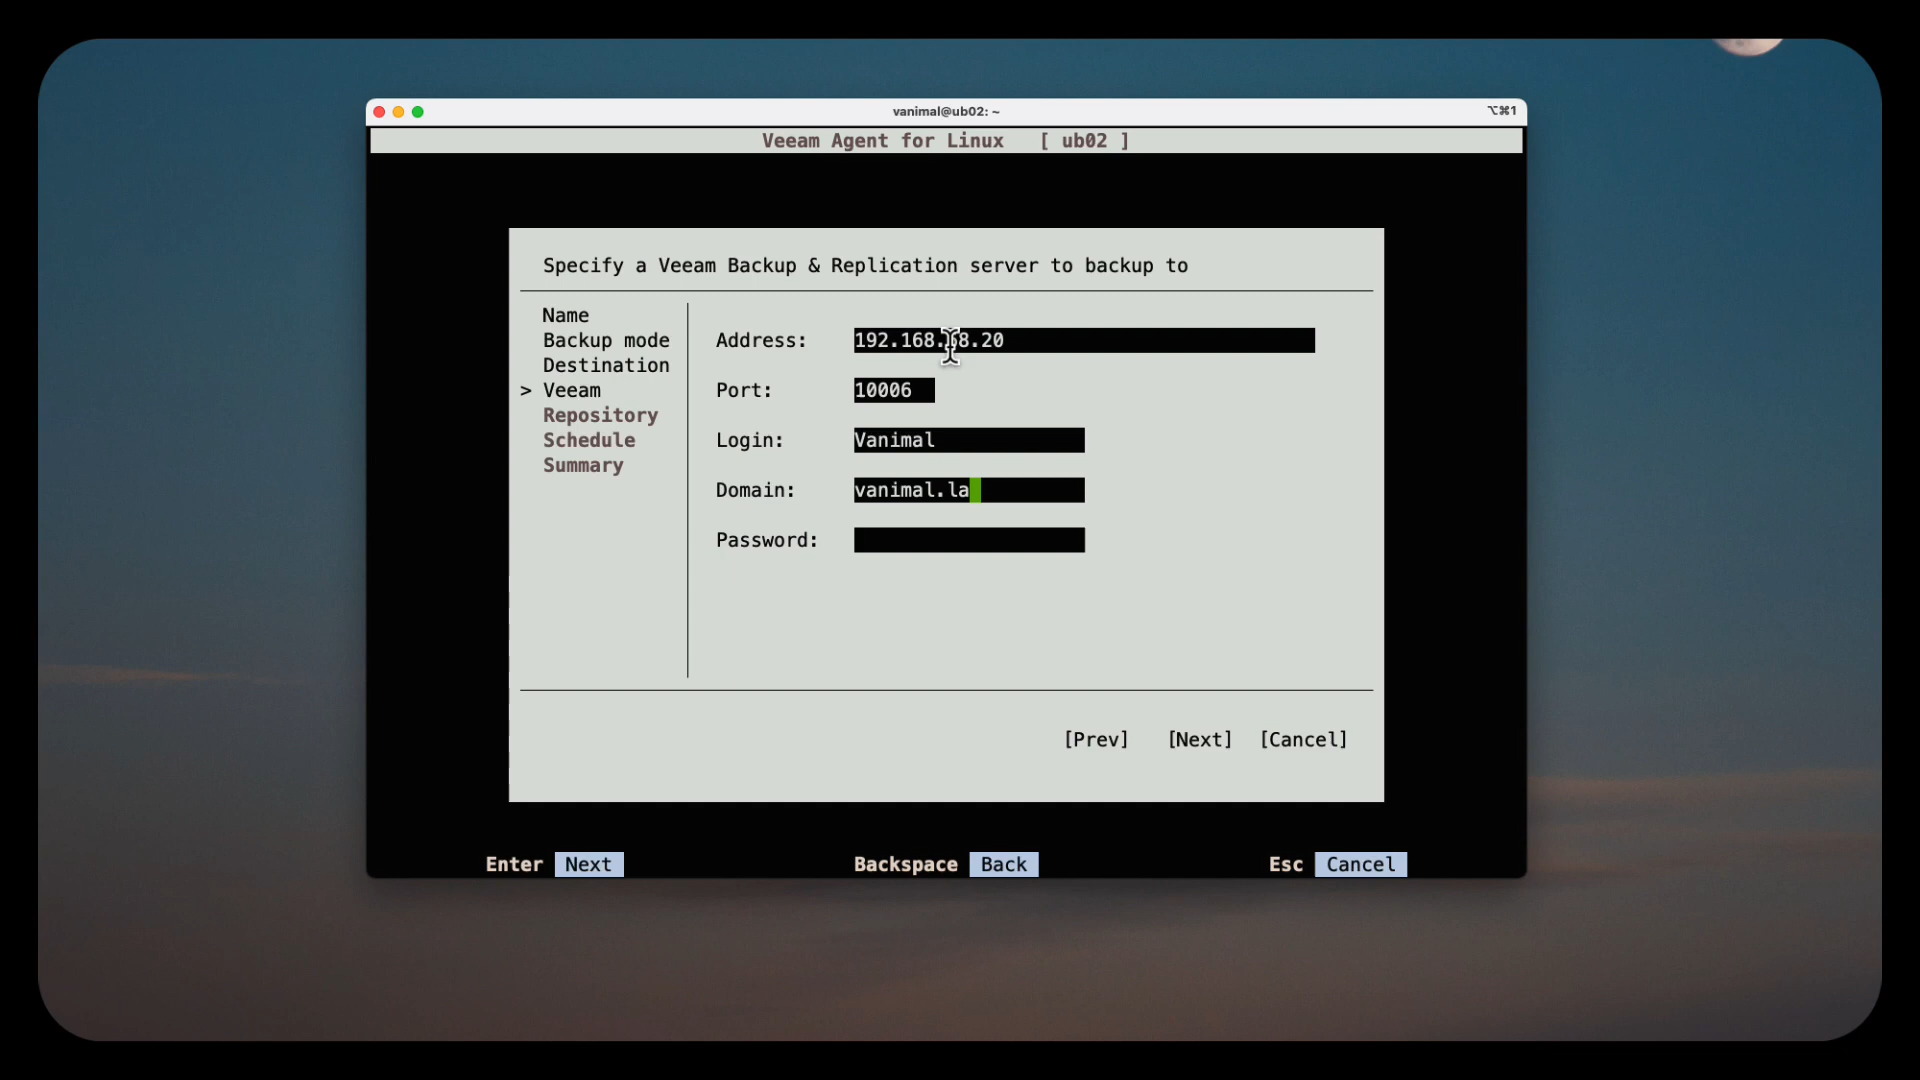 vanimal@ub02: ~
⌥⌘1
Veeam Agent for Linux [ ub02 ]
Specify a Veeam Backup & Replication server to backup to
Name
Backup mode
Destination
> Veeam
Repository
Schedule
Summary
Address:
Port: 10006
Login: Vanimal
Domain: vanimal.la
Password:
[Prev] [Next] [Cancel]
Enter Next Backspace Back Esc Cancel